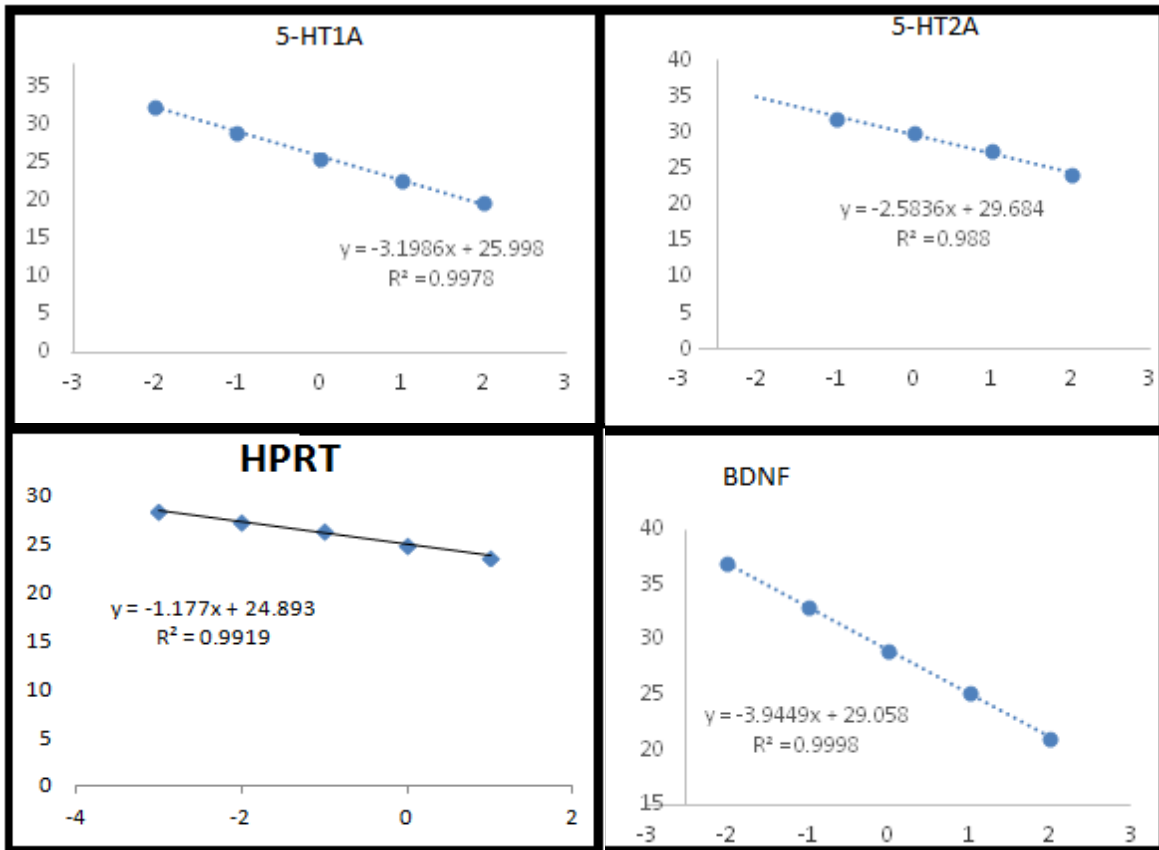 5-HT1A
35
30
25
20
15
10
5
0
-3 -2 -1 0 1 2 3
y = -3.1986x + 25.998
R² = 0.9978
5-HT2A
40
35
30
25
20
15
10
5
0
-3 -2 -1 0 1 2 3
y = -2.5836x + 29.684
R² = 0.988
HPRT
30
25
20
15
10
5
0
-4 -2 0 2
y = -1.177x + 24.893
R² = 0.9919
BDNF
40
35
30
25
20
15
-3 -2 -1 0 1 2 3
y = -3.9449x + 29.058
R² = 0.9998